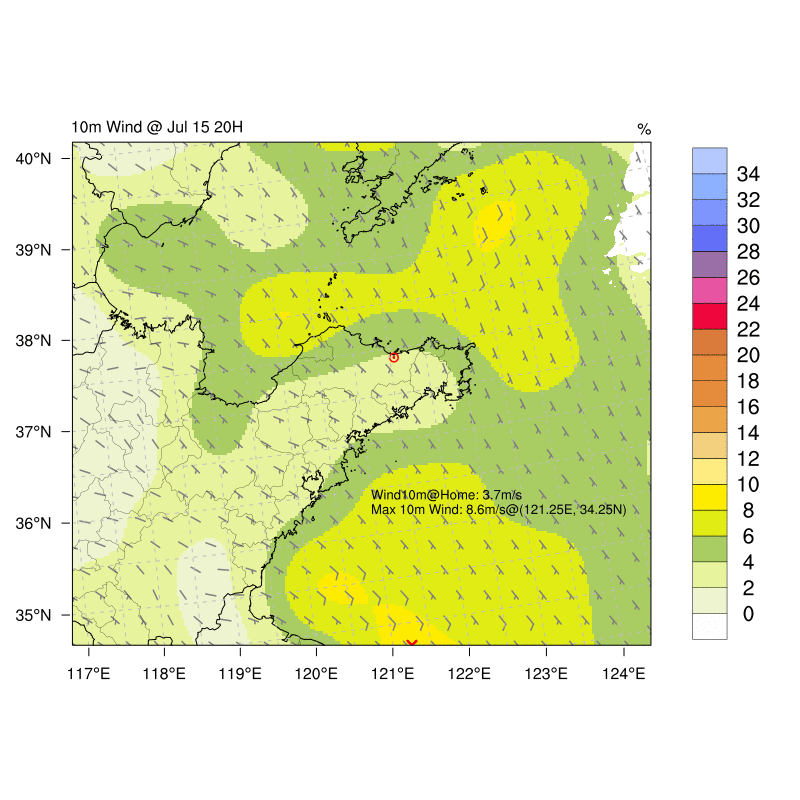 10m Wind @ Jul 15 20H
%
40°N
39°N
38°N
37°N
36°N
35°N
117°E 118°E 119°E 120°E 121°E 122°E 123°E 124°E
Wind10m@Home: 3.7m/s
Max 10m Wind: 8.6m/s@(121.25E, 34.25N)
34
32
30
28
26
24
22
20
18
16
14
12
10
8
6
4
2
0